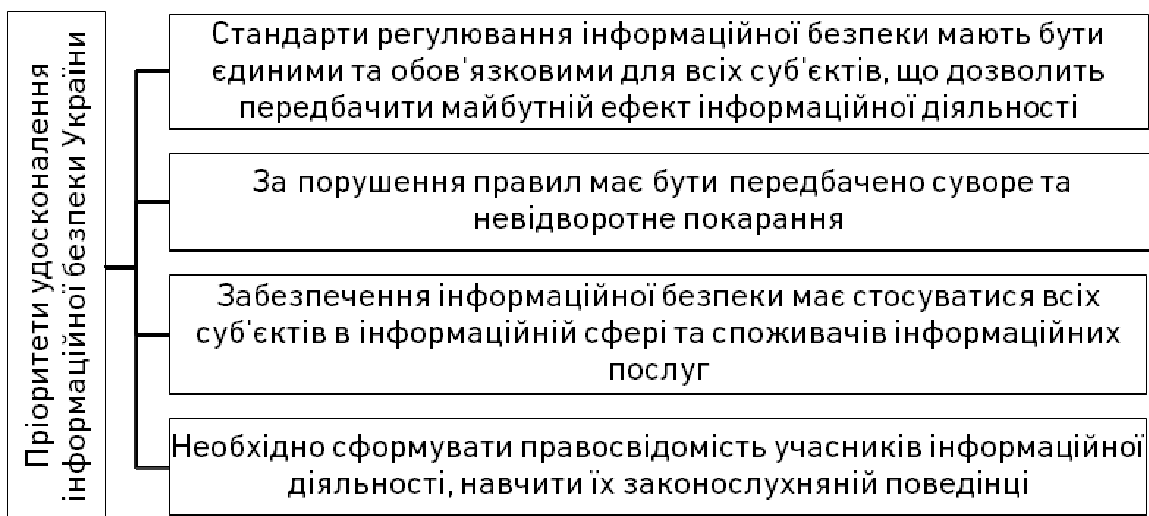 Пріоритети удосконалення
інформаційної безпеки України
Стандарти регулювання інформаційної безпеки мають бути
єдиними та обов'язковими для всіх суб'єктів, що дозволить
передбачити майбутній ефект інформаційної діяльності
За порушення правил має бути передбачено суворе та
невідворотне покарання
Забезпечення інформаційної безпеки має стосуватися всіх
суб'єктів в інформаційній сфері та споживачів інформаційних
послуг
Необхідно сформувати правосвідомість учасників інформаційної
діяльності, навчити їх законослухняній поведінці